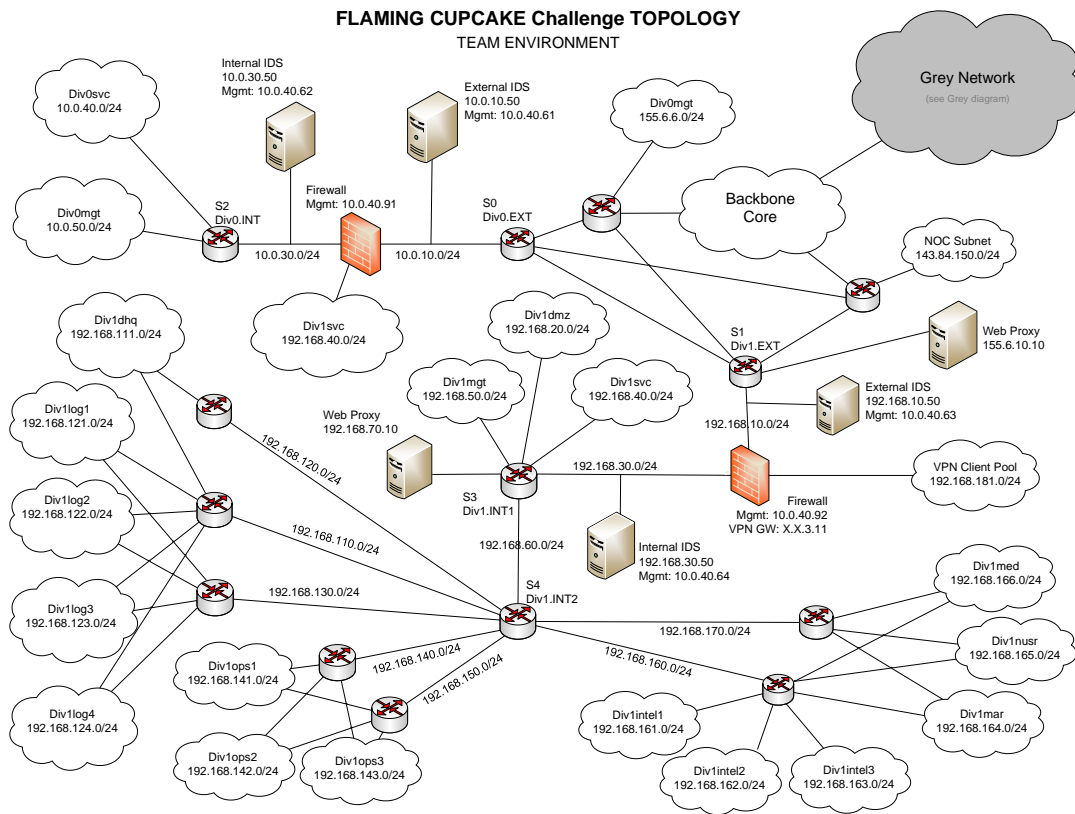 FLAMING CUPCAKE Challenge TOPOLOGY
TEAM ENVIRONMENT
Div0svc
10.0.40.0/24
Internal IDS
10.0.30.50
Mgmt: 10.0.40.62
External IDS
10.0.10.50
Mgmt: 10.0.40.61
Div0mgt
155.6.6.0/24
Grey Network
(see Grey diagram)
Div0mgt
10.0.50.0/24
S2
Div0.INT
Firewall
Mgmt: 10.0.40.91
S0
Div0.EXT
Backbone
Core
10.0.30.0/24
10.0.10.0/24
NOC Subnet
143.84.150.0/24
Div1svc
192.168.40.0/24
Div1dmz
192.168.20.0/24
S1
Div1.EXT
Web Proxy
155.6.10.10
Div1dhq
192.168.111.0/24
Div1mgt
192.168.50.0/24
Div1svc
192.168.40.0/24
External IDS
192.168.10.50
Mgmt: 10.0.40.63
192.168.10.0/24
Div1log1
192.168.121.0/24
192.168.120.0/24
Web Proxy
192.168.70.10
S3
Div1.INT1
192.168.30.0/24
Firewall
Mgmt: 10.0.40.92
VPN GW: X.X.3.11
VPN Client Pool
192.168.181.0/24
Div1log2
192.168.122.0/24
192.168.110.0/24
192.168.60.0/24
Internal IDS
192.168.30.50
Mgmt: 10.0.40.64
Div1log3
192.168.123.0/24
192.168.130.0/24
S4
Div1.INT2
192.168.170.0/24
Div1med
192.168.166.0/24
Div1nusr
192.168.165.0/24
Div1ops1
192.168.141.0/24
192.168.140.0/24
192.168.150.0/24
192.168.160.0/24
Div1log4
192.168.124.0/24
Div1ops2
192.168.142.0/24
Div1ops3
192.168.143.0/24
Div1intel1
192.168.161.0/24
Div1intel2
192.168.162.0/24
Div1intel3
192.168.163.0/24
Div1mar
192.168.164.0/24